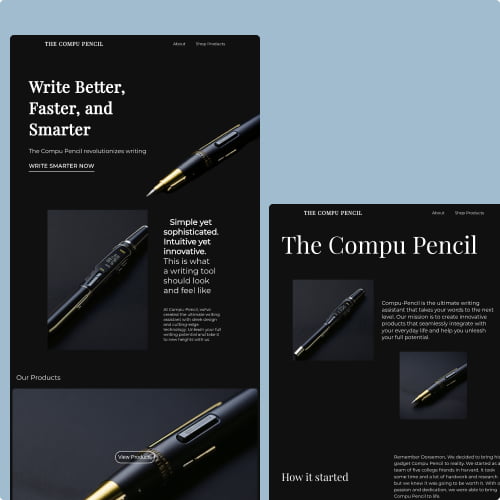 THE COMPU PENCIL
About Shop Products
Write Better,
Faster, and
Smarter
The Compu Pencil revolutionizes writing
WRITE SMARTER NOW
Simple yet
sophisticated.
Intuitive yet
innovative.
This is what
a writing tool
should look
and feel like
At Compu Pencil, we've
created the ultimate writing
assistant with sleek design
and cutting-edge
technology. Unleash your full
writing potential and take it
to new heights with us.
Our Products
View Products
THE COMPU PENCIL
About Shop Products
The Compu Pencil
Compu-Pencil is the ultimate writing
assistant that takes your words to the next
level. Our mission is to create innovative
products that seamlessly integrate with
your everyday life and help you unleash
your full potential.
How it started
Remember Doraemon. We decided to bring his
gadget Compu Pencil to reality. We started as a
team of five college friends in harvard. It took
some time and a lot of hardwork and research
but we knew it was going to be worth it. With
passion and dedication, we were able to bring
Compu Pencil to life.